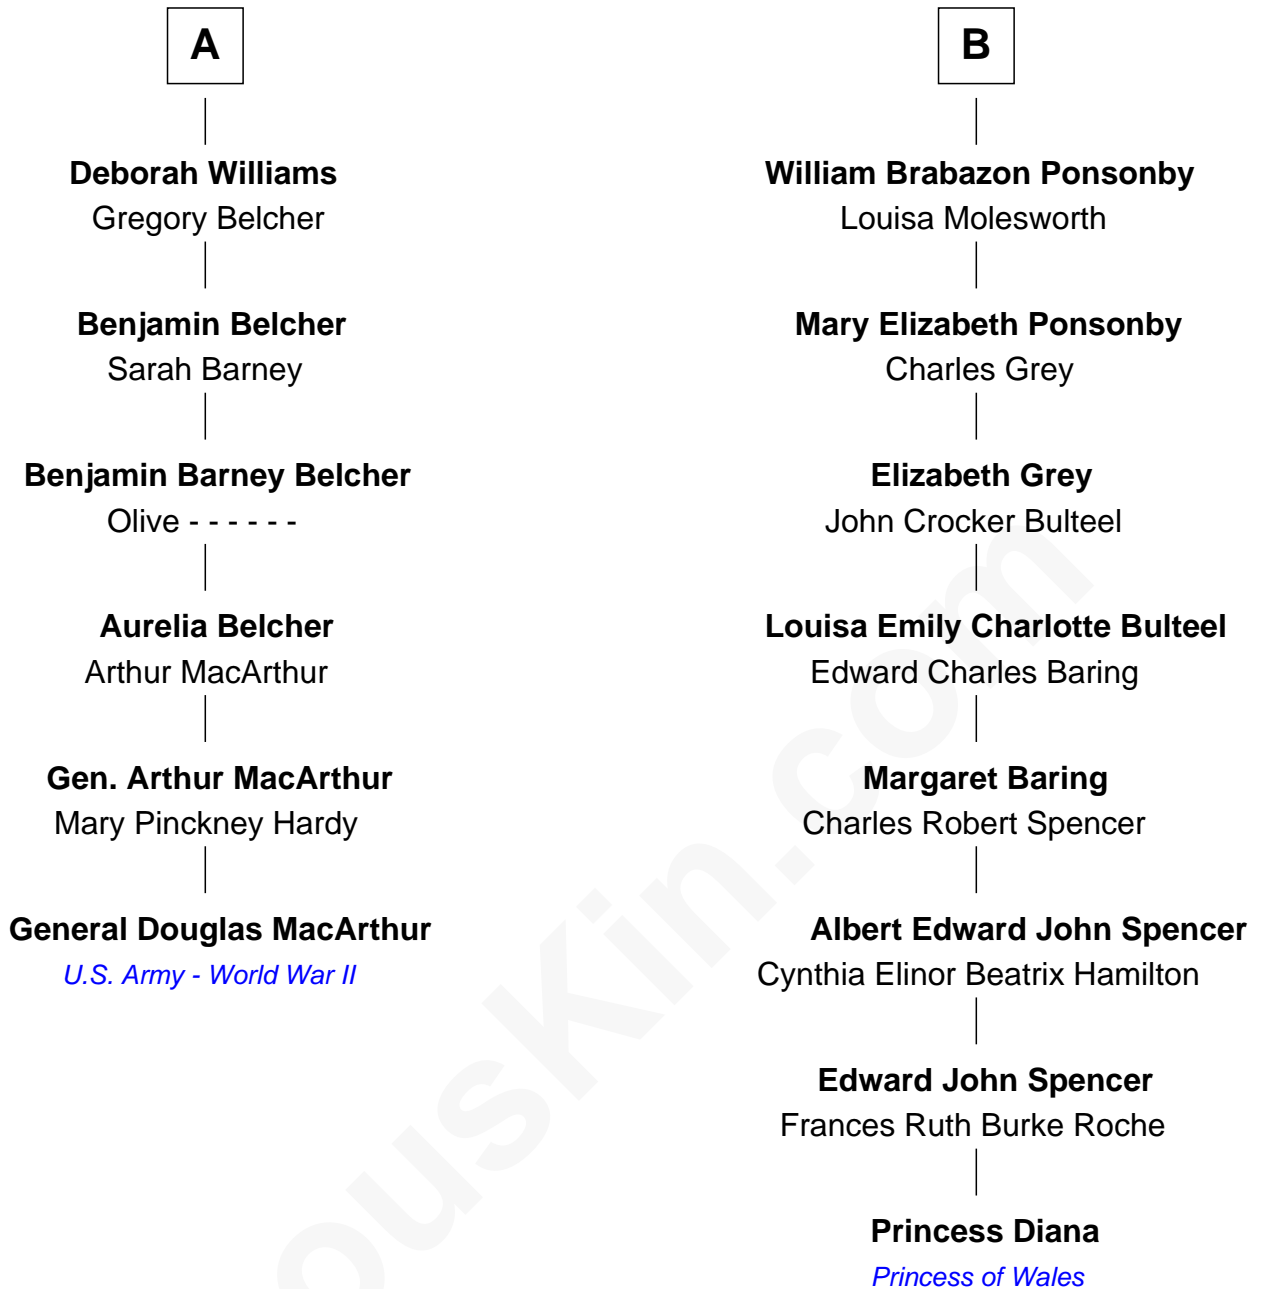 A
Deborah Williams
Gregory Belcher
Benjamin Belcher
Sarah Barney
Benjamin Barney Belcher
Olive - - - - - -
Aurelia Belcher
Arthur MacArthur
Gen. Arthur MacArthur
Mary Pinckney Hardy
General Douglas MacArthur
U.S. Army - World War II
B
William Brabazon Ponsonby
Louisa Molesworth
Mary Elizabeth Ponsonby
Charles Grey
Elizabeth Grey
John Crocker Bulteel
Louisa Emily Charlotte Bulteel
Edward Charles Baring
Margaret Baring
Charles Robert Spencer
Albert Edward John Spencer
Cynthia Elinor Beatrix Hamilton
Edward John Spencer
Frances Ruth Burke Roche
Princess Diana
Princess of Wales
ousKin.com